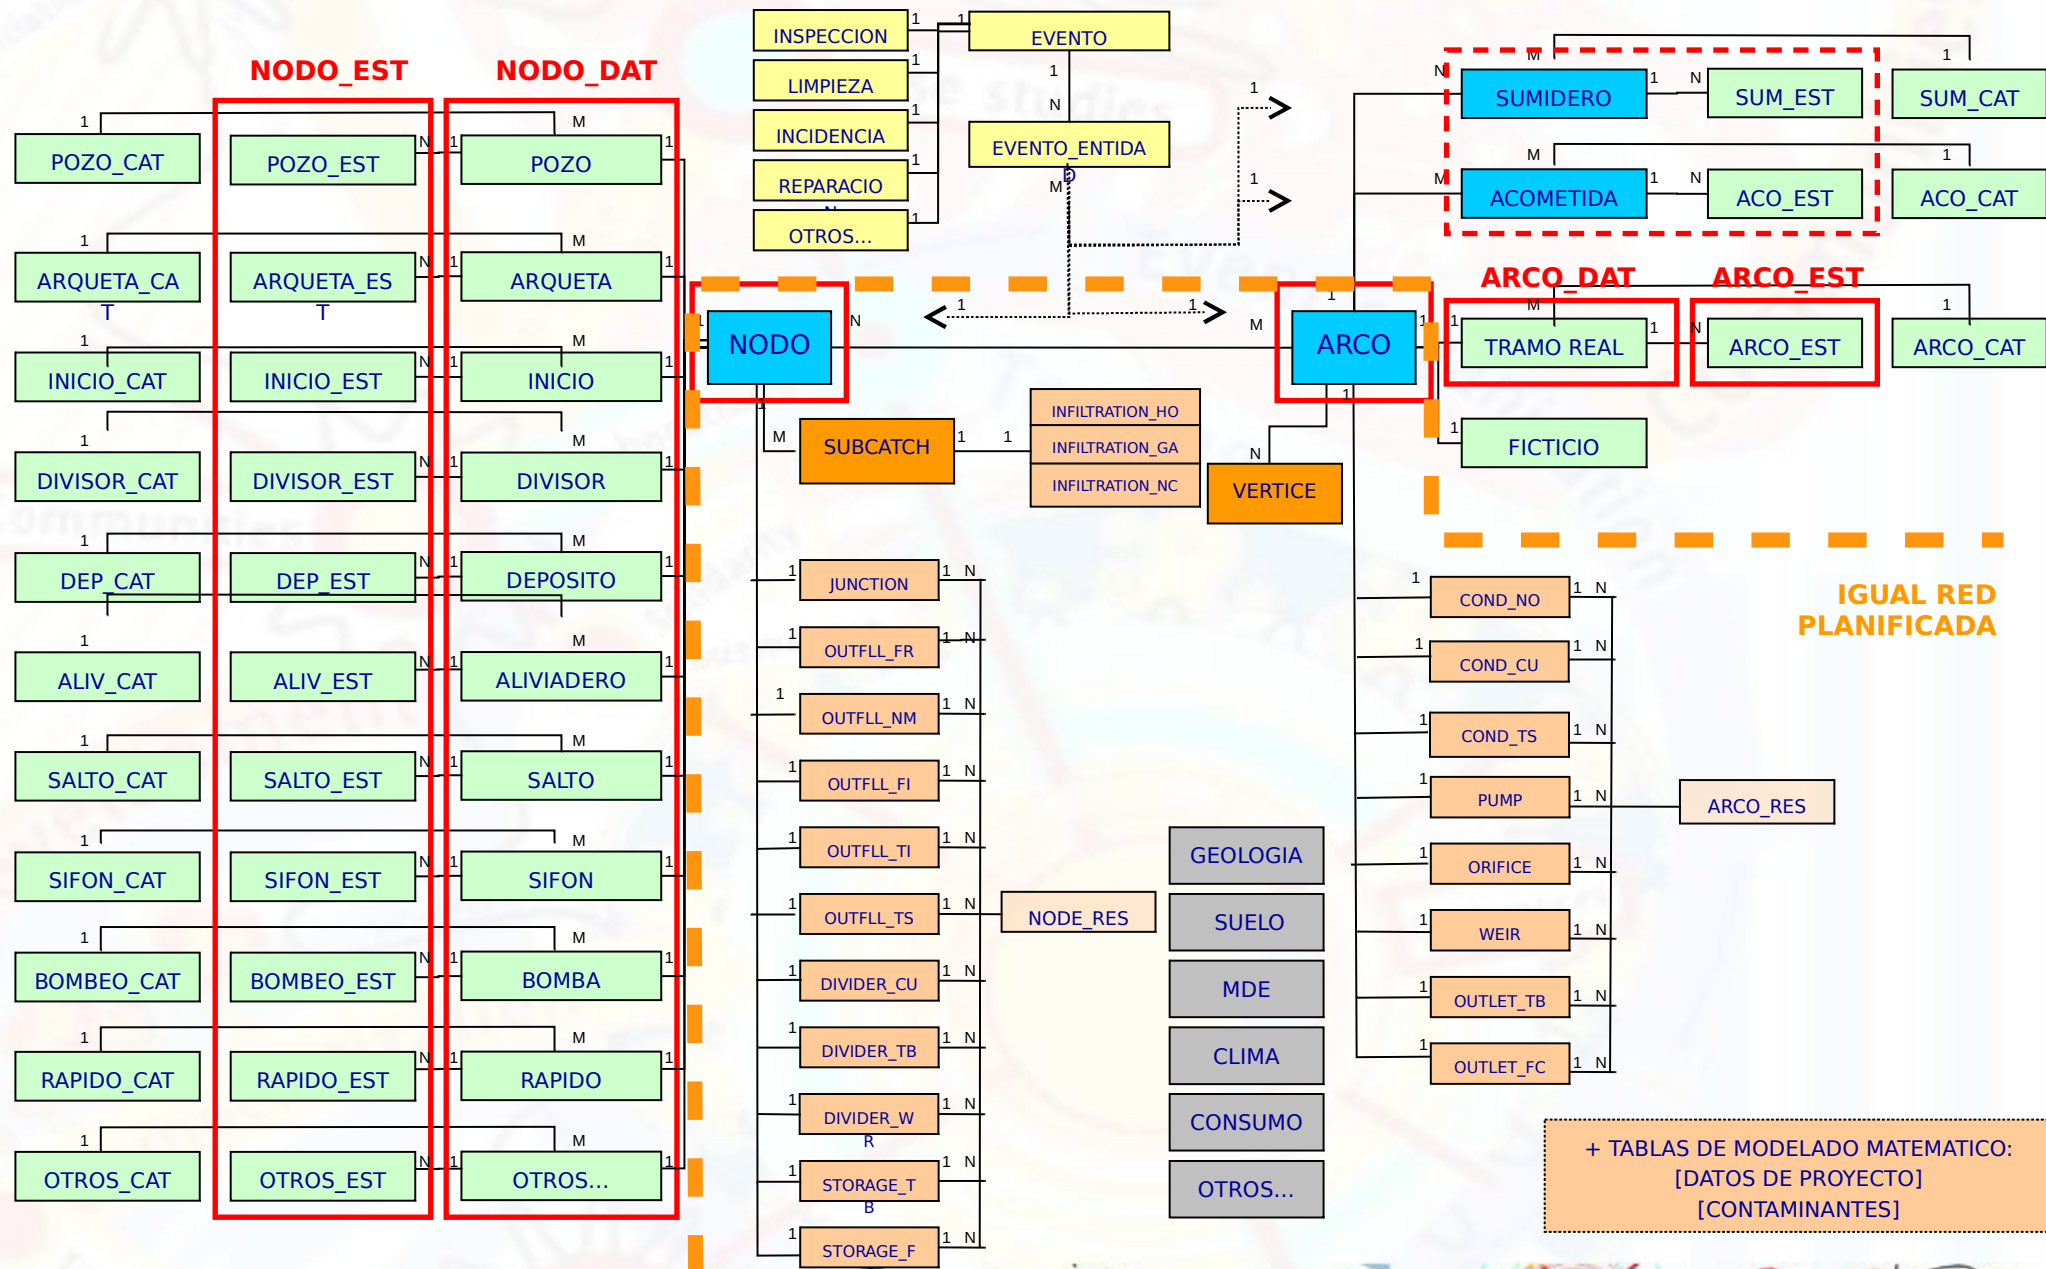 NODO_EST
NODO_DAT
POZO_CAT
POZO_EST
POZO
ARQUETA_CA
T
ARQUETA_ES
T
ARQUETA
INICIO_CAT
INICIO_EST
INICIO
DIVISOR_CAT
DIVISOR_EST
DIVISOR
DEP_CAT
DEP_EST
DEPOSITO
ALIV_CAT
ALIV_EST
ALIVIADERO
SALTO_CAT
SALTO_EST
SALTO
SIFON_CAT
SIFON_EST
SIFON
BOMBEO_CAT
BOMBEO_EST
BOMBA
RAPIDO_CAT
RAPIDO_EST
RAPIDO
OTROS_CAT
OTROS_EST
OTROS...
INSPECCION
LIMPIEZA
INCIDENCIA
REPARACIO
N
OTROS...
EVENTO
EVENTO_ENTIDA
D
NODO
ARCO
SUBCATCH
INFILTRATION_HO
INFILTRATION_GA
INFILTRATION_NC
VERTICE
SUMIDERO
SUM_EST
SUM_CAT
ACOMETIDA
ACO_EST
ACO_CAT
ARCO_DAT
ARCO_EST
TRAMO REAL
ARCO_EST
ARCO_CAT
FICTICIO
IGUAL RED
PLANIFICADA
JUNCTION
OUTFLL_FR
OUTFLL_NM
OUTFLL_FI
OUTFLL_TI
OUTFLL_TS
DIVIDER_CU
DIVIDER_TB
DIVIDER_W
R
STORAGE_T
B
STORAGE_F
NODE_RES
GEOLOGIA
SUELO
MDE
CLIMA
CONSUMO
OTROS...
COND_NO
COND_CU
COND_TS
PUMP
ORIFICE
WEIR
OUTLET_TB
OUTLET_FC
ARCO_RES
+ TABLAS DE MODELADO MATEMATICO:
[DATOS DE PROYECTO]
[CONTAMINANTES]